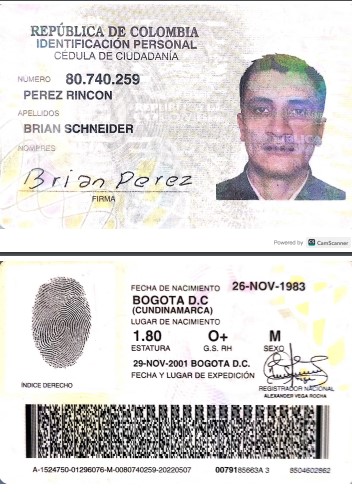 REPÚBLICA DE COLOMBIA
IDENTIFICACIÓN PERSONAL
CÉDULA DE CIUDADANÍA
NUMERO 80.740.259
PEREZ RINCON
APELLIDOS
BRIAN SCHNEIDER
NOMBRES
Brian Perez
FIRMA
Powered by CS CamScanner
FECHA DE NACIMIENTO 26-NOV-1983
BOGOTA D.C
(CUNDINAMARCA)
LUGAR DE NACIMIENTO
1.80 O+ M
ESTATURA G.S. RH SEXO
29-NOV-2001 BOGOTA D.C.
FECHA Y LUGAR DE EXPEDICIÓN
REGISTRADOR NACIONAL
ALEXANDER VEGA ROCHA
ÍNDICE DERECHO
A-1524750-01296076-M-0080740259-20220507 0079185663A 3 8504602862